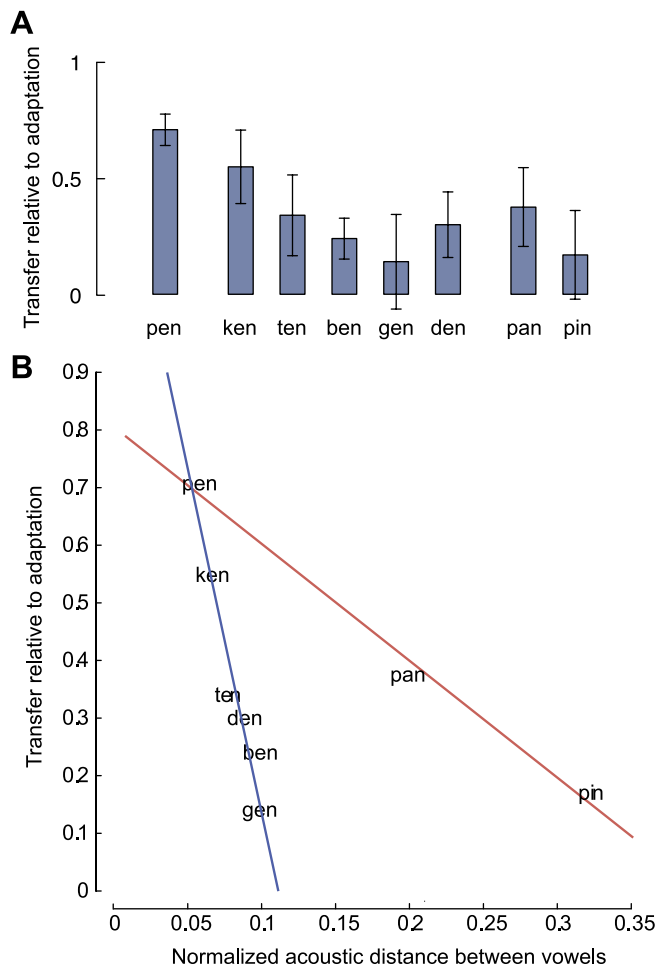 A
Transfer relative to adaptation
1
0.5
0
pen ken ten ben gen den pan pin
B
Transfer relative to adaptation
0.9
0.8
0.7
0.6
0.5
0.4
0.3
0.2
0.1
0
pen
ken
pan
ten
den
ben
pin
gen
0 0.05 0.1 0.15 0.2 0.25 0.3 0.35
Normalized acoustic distance between vowels